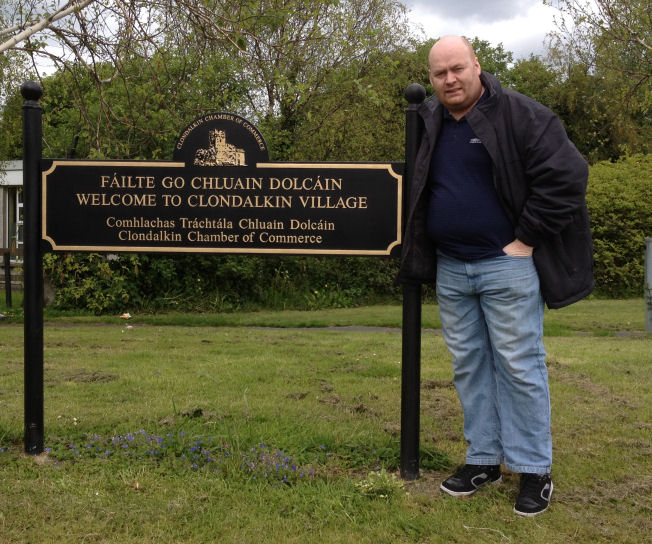 CLONDALKIN CHAMBER OF COMMERCE
FÁILTE GO CHLUAIN DOLCÁIN
WELCOME TO CLONDALKIN VILLAGE
Comhlachas Tráchtála Chluain Dolcáin
Clondalkin Chamber of Commerce